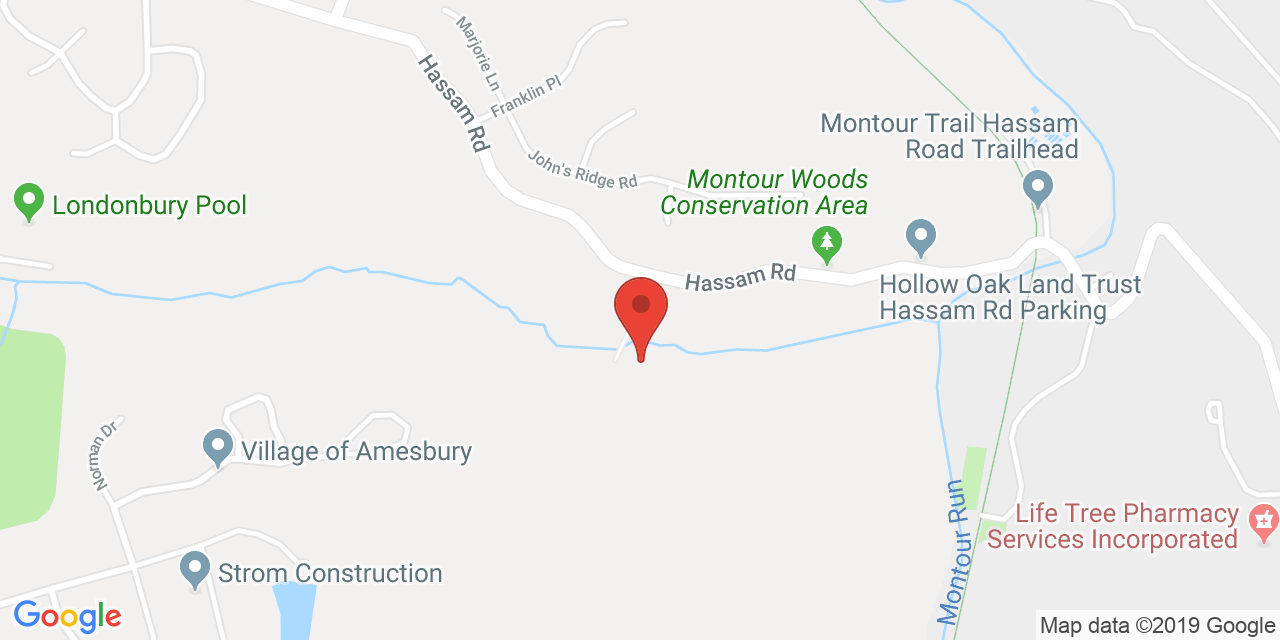 Marjorie Ln
Hassam Rd
Franklin Pl
John's Ridge Rd
Montour Trail Hassam
Road Trailhead
Montour Woods
Conservation Area
Londonbury Pool
Hassam Rd
Hollow Oak Land Trust
Hassam Rd Parking
Norman Dr
Village of Amesbury
Montour Run
Life Tree Pharmacy
Services Incorporated
Strom Construction
Google
Map data ©2019 Google